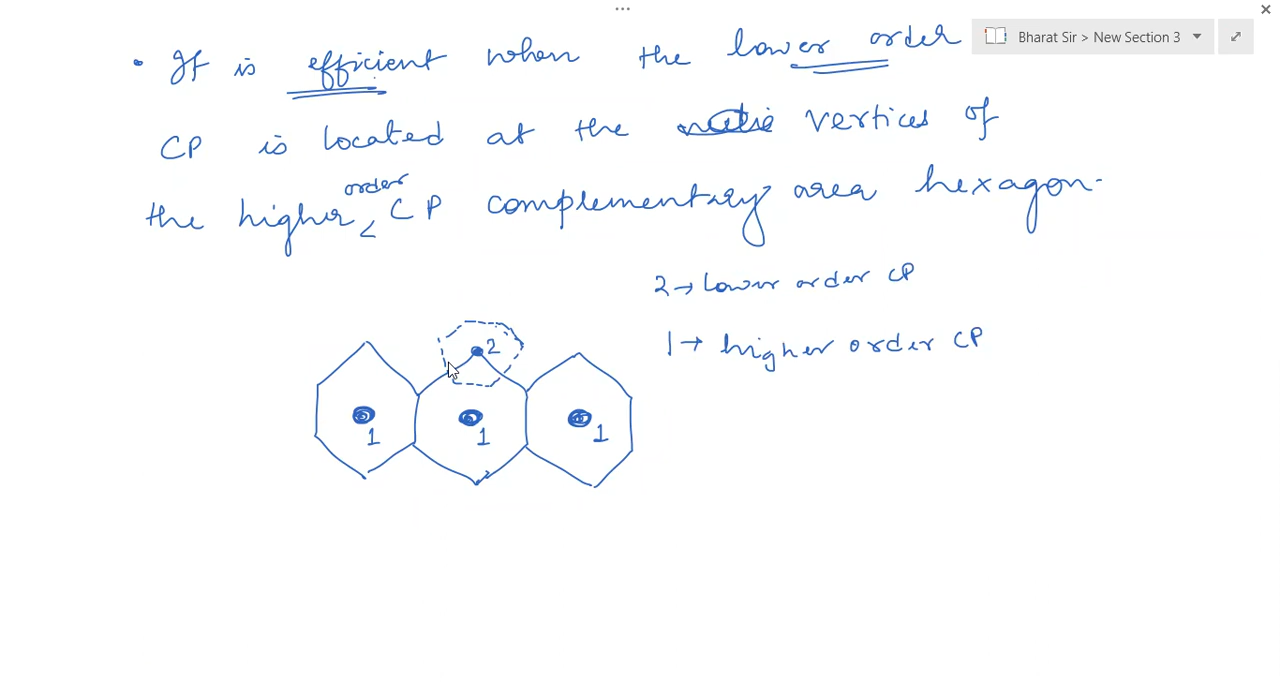 Bharat Sir > New Section 3
• It is efficient when the lower order
CP is located at the vertices of
the higher order CP complementary area hexagon.
2 → Lower order CP
1 → higher order CP
2
1 1 1